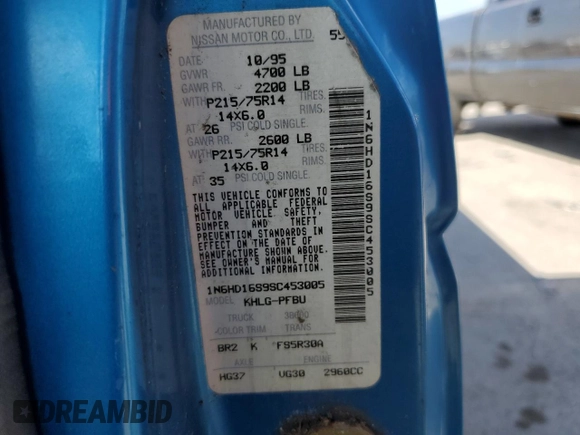 MANUFACTURED BY
NISSAN MOTOR CO., LTD.
DATE 10/95
GVWR 4700 LB
GAWR FR. 2200 LB
WITH P215/75R14 TIRES
14X6.0 RIMS.
AT 26 PSI COLD SINGLE.
GAWR RR. 2600 LB
WITH P215/75R14 TIRES
14X6.0 RIMS.
AT 35 PSI COLD SINGLE.
THIS VEHICLE CONFORMS TO
ALL APPLICABLE FEDERAL
MOTOR VEHICLE SAFETY,
BUMPER AND THEFT
PREVENTION STANDARDS IN
EFFECT ON THE DATE OF
MANUFACTURE SHOWN ABOVE.
SEE OWNER'S MANUAL FOR
ADDITIONAL INFORMATION.
1N6HD16S9SC453005
KHLG-PFBU
TRUCK
COLOR TRIM TRANS
BR2 K FS5R30A
AXLE ENGINE
HG37 VG30 2960CC
1N6HD16S9SC453005
DREAMBID